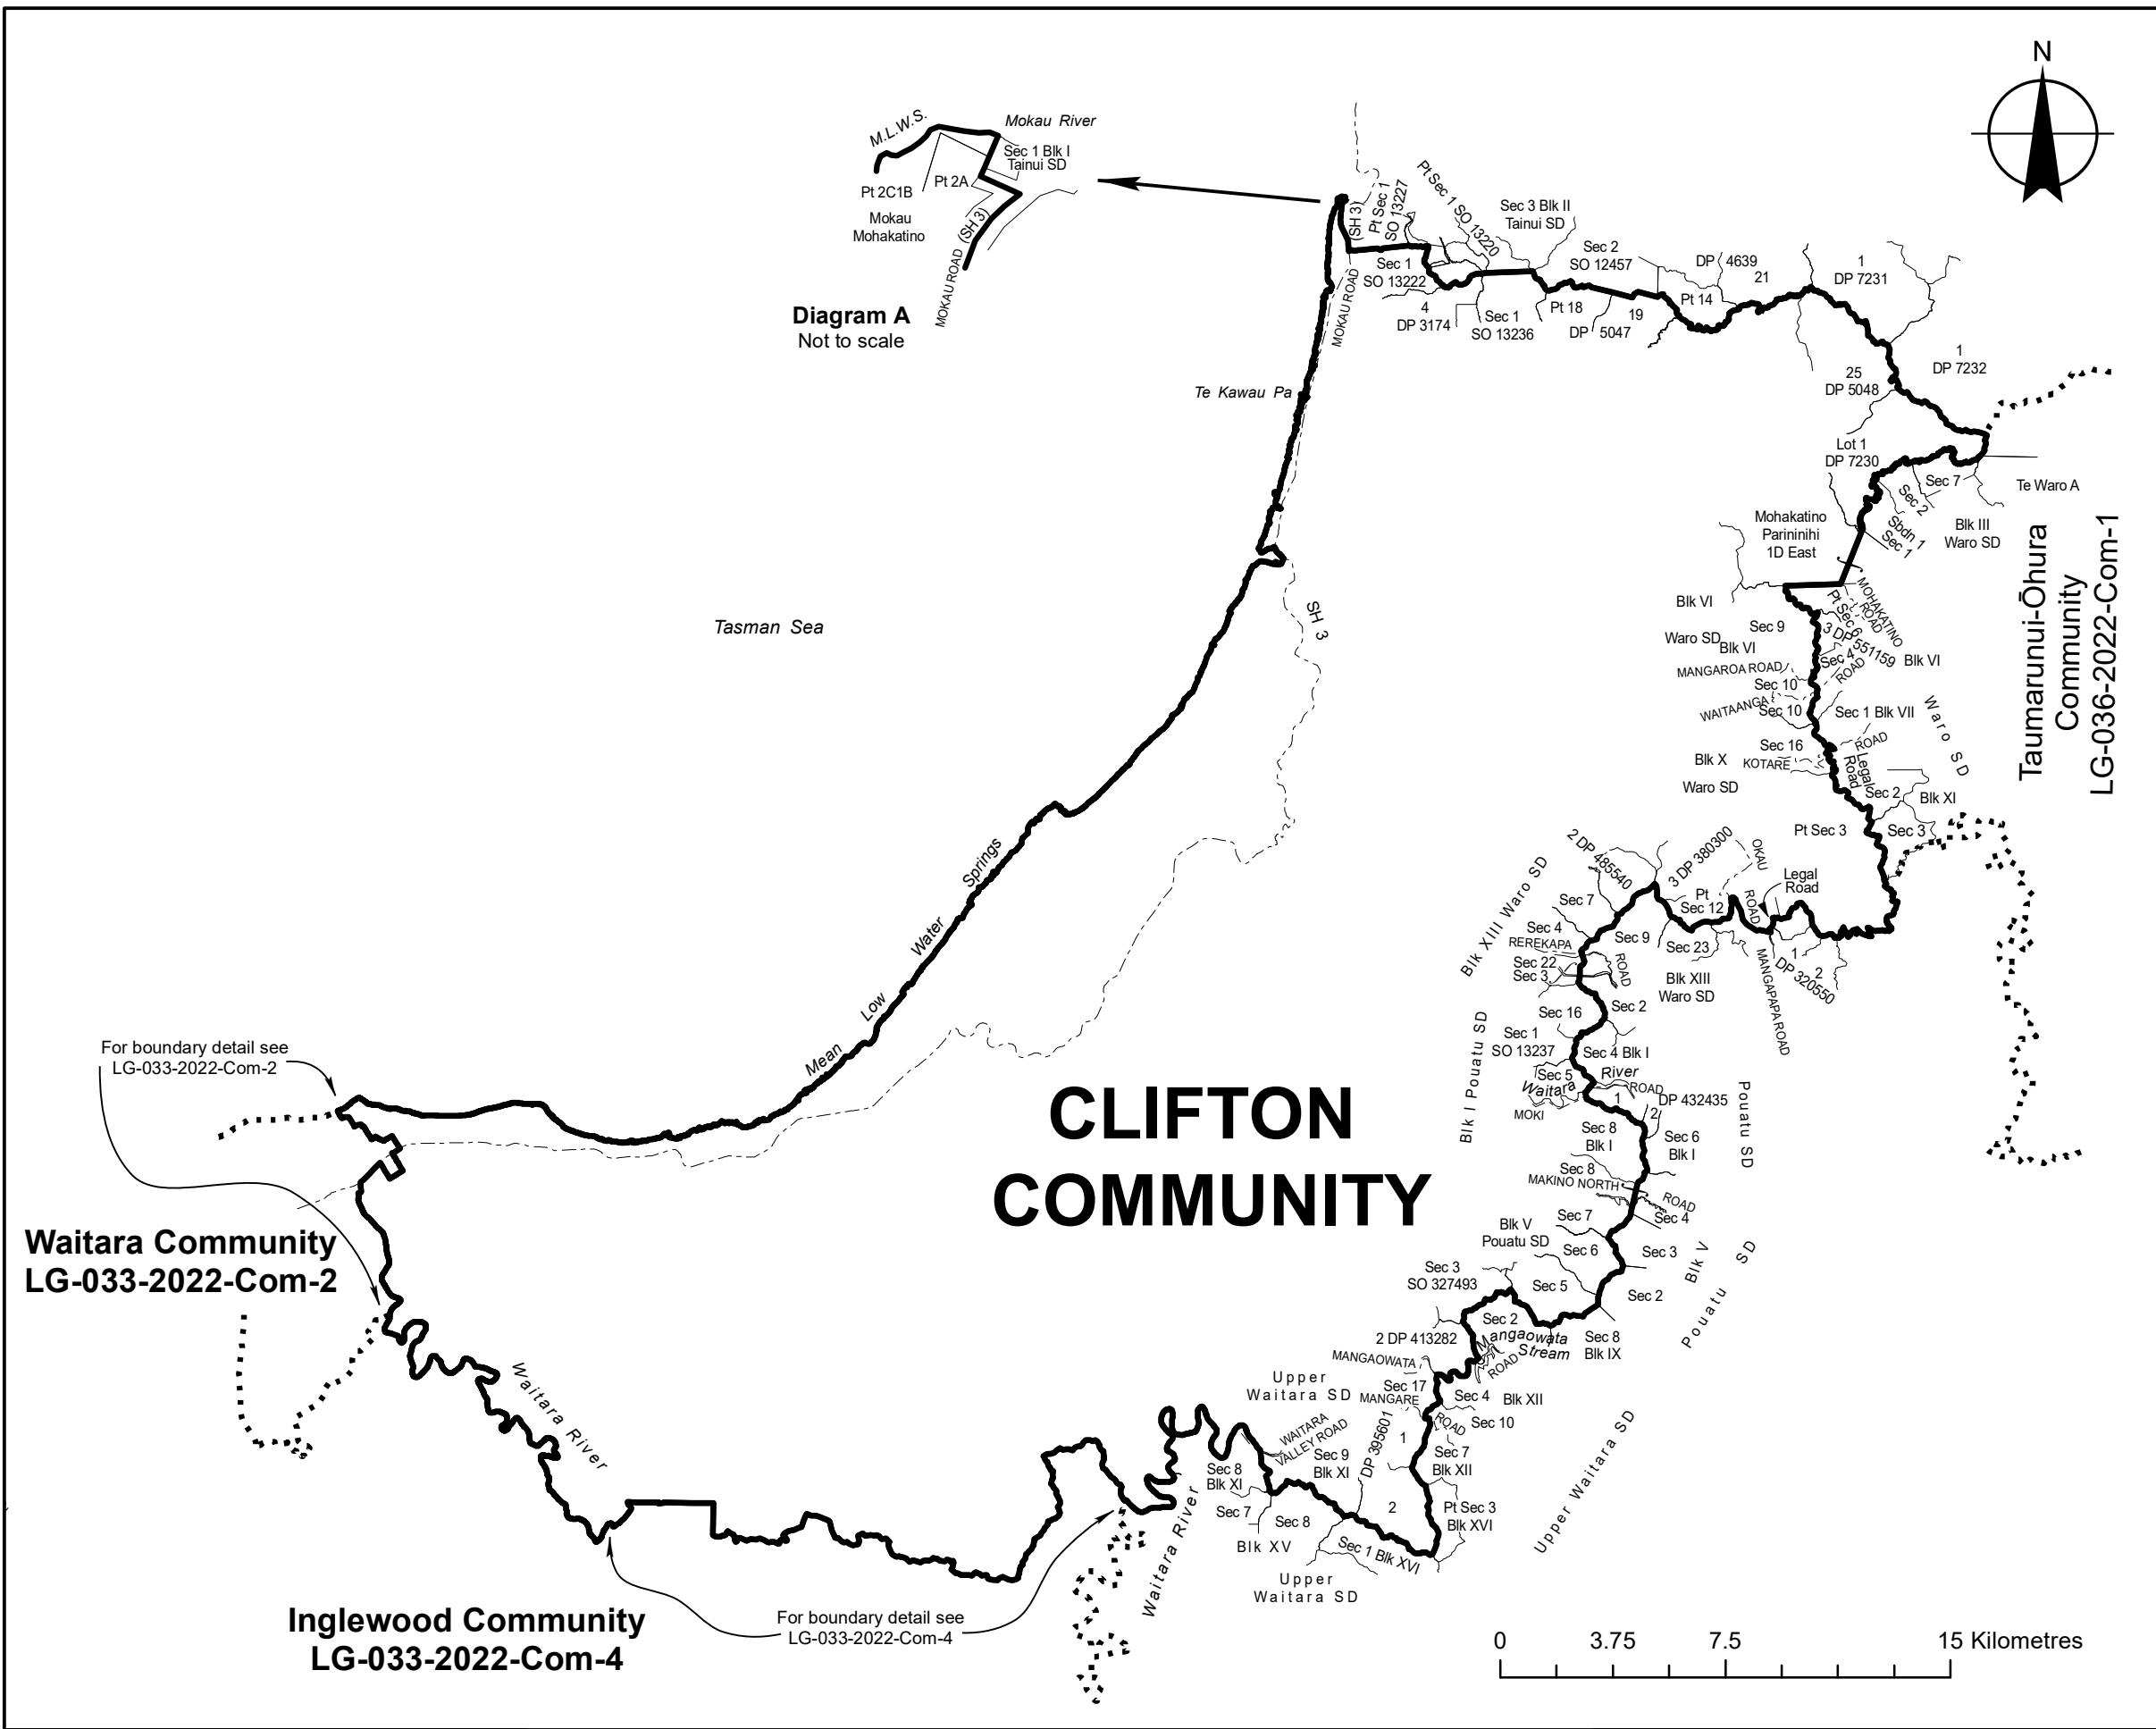 N
M.L.W.S.
Mokau River
Sec 1 Blk I
Tainui SD
Pt 2C1B
Pt 2A
Mokau
Mohakatino
(SH 3)
MOKAU ROAD
Diagram A
Not to scale
(SH 3)
Pt Sec 1
SO 13227
Pt Sec 1 SO 13220
Sec 3 Blk II
Tainui SD
Sec 2
SO 12457
DP 4639
21
1
DP 7231
Sec 1
SO 13222
MOKAU ROAD
4
DP 3174
Sec 1
SO 13236
Pt 18
DP 5047
19
Pt 14
25
DP 5048
1
DP 7232
Te Kawau Pa
Lot 1
DP 7230
Sec 7
Sec 2
Te Waro A
Sbdn 1
Sec 1
Blk III
Waro SD
Mohakatino
Parininihi
1D East
Taumarunui-Ōhura
Community
LG-036-2022-Com-1
MOHAKATINO
ROAD
Pt Sec 6
3 DP 551159
Blk VI
Sec 9
Waro SD
Blk VI
Sec 4
ROAD
Blk VI
MANGAROA ROAD
Sec 10
WAITAANGA
Sec 10
Sec 1 Blk VII
Waro SD
Sec 16
ROAD
Legal
Road
Blk X
KOTARE
Waro SD
Sec 2
Blk XI
Pt Sec 3
Sec 3
Tasman Sea
SH 3
Mean Low Water Springs
2 DP 485540
3 DP 380300
OKAU
ROAD
Legal
Road
Blk XIII Waro SD
Sec 7
Pt
Sec 12
Sec 4
REREKAPA
Sec 9
Sec 23
Sec 22
Sec 3
ROAD
Blk XIII
Waro SD
MANGAPAPA ROAD
1
2
DP 320550
Sec 16
Sec 2
Sec 1
SO 13237
Sec 4 Blk I
Blk I Pouatu SD
Sec 5
Waitara River
ROAD
MOKI
1
DP 432435
2
Pouatu SD
Sec 8
Blk I
Sec 6
Blk I
Sec 8
MAKINO NORTH
ROAD
Sec 4
Sec 7
Blk V
Pouatu SD
Sec 6
Sec 3
Blk V
Pouatu SD
Sec 3
SO 327493
Sec 5
Sec 2
Sec 2
Mangaowata
Stream
Sec 8
Blk IX
2 DP 413282
MANGAOWATA
ROAD
Upper
Waitara SD
Sec 17
MANGARE
ROAD
Sec 4
Blk XII
Sec 10
DP 395601
1
Sec 7
Blk XII
WAITARA
VALLEY ROAD
Sec 9
Blk XI
Sec 8
Blk XI
Sec 7
Sec 8
2
Pt Sec 3
Blk XVI
Blk XV
Sec 1 Blk XVI
Upper
Waitara SD
Upper Waitara SD
CLIFTON
COMMUNITY
For boundary detail see
LG-033-2022-Com-2
Waitara Community
LG-033-2022-Com-2
Waitara River
Waitara River
Inglewood Community
LG-033-2022-Com-4
For boundary detail see
LG-033-2022-Com-4
0 3.75 7.5 15 Kilometres